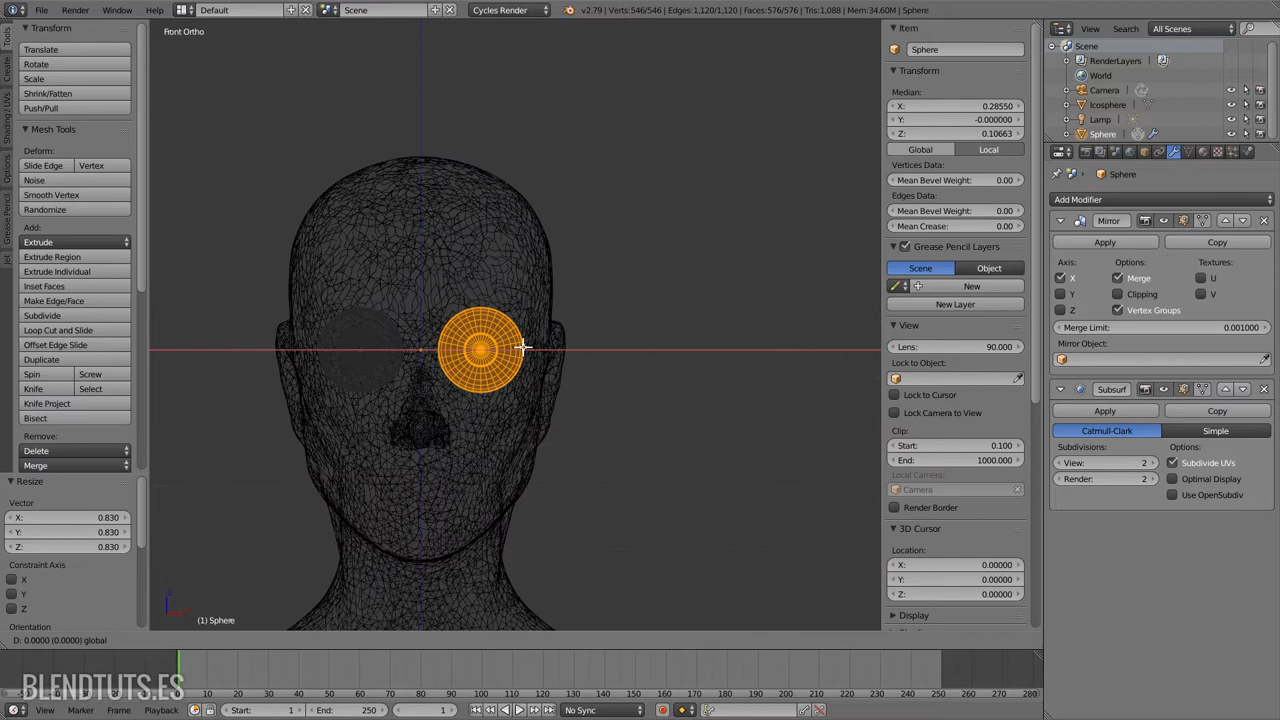 File Render Window Help Default Scene Cycles Render v2.79 | Verts:546/546 | Edges:1,120/1,120 | Faces:576/576 | Tris:1,088 | Mem:34.60M | Sphere
Tools
Create
Shading / UVs
Options
Grease Pencil
Jet
Transform
Translate
Rotate
Scale
Shrink/Fatten
Push/Pull
Mesh Tools
Deform:
Slide Edge Vertex
Noise
Smooth Vertex
Randomize
Add:
Extrude
Extrude Region
Extrude Individual
Inset Faces
Make Edge/Face
Subdivide
Loop Cut and Slide
Offset Edge Slide
Duplicate
Spin Screw
Knife Select
Knife Project
Bisect
Remove:
Delete
Merge
Resize
Vector
X: 0.830
Y: 0.830
Z: 0.830
Constraint Axis
X
Y
Z
Orientation
Front Ortho
(1) Sphere
D: 0.0000 (0.0000) global
Item
Sphere
Transform
Median:
X: 0.28550
Y: -0.000000
Z: 0.10663
Global Local
Vertices Data:
Mean Bevel Weight: 0.00
Edges Data:
Mean Bevel Weight: 0.00
Mean Crease: 0.00
Grease Pencil Layers
Scene Object
New
New Layer
View
Lens: 90.000
Lock to Object:
Lock to Cursor
Lock Camera to View
Clip:
Start: 0.100
End: 1000.000
Local Camera:
Camera
Render Border
3D Cursor
Location:
X: 0.00000
Y: 0.00000
Z: 0.00000
Display
View Search All Scenes
Scene
RenderLayers
World
Camera
Icosphere
Lamp
Sphere
Sphere
Add Modifier
Mirror
Apply Copy
Axis: Options: Textures:
X Merge U
Y Clipping V
Z Vertex Groups
Merge Limit: 0.001000
Mirror Object:
Subsurf
Apply Copy
Catmull-Clark Simple
Subdivisions: Options:
View: 2 Subdivide UVs
Render: 2 Optimal Display
Use OpenSubdiv
BLENDTUTS.ES
10 20 30 40 50 60 70 80 90 100 110 120 130 140 150 160 170 180 190 200 210 220 230 240 250 260 270 280
View Marker Frame Playback Start: 1 End: 250 1 No Sync